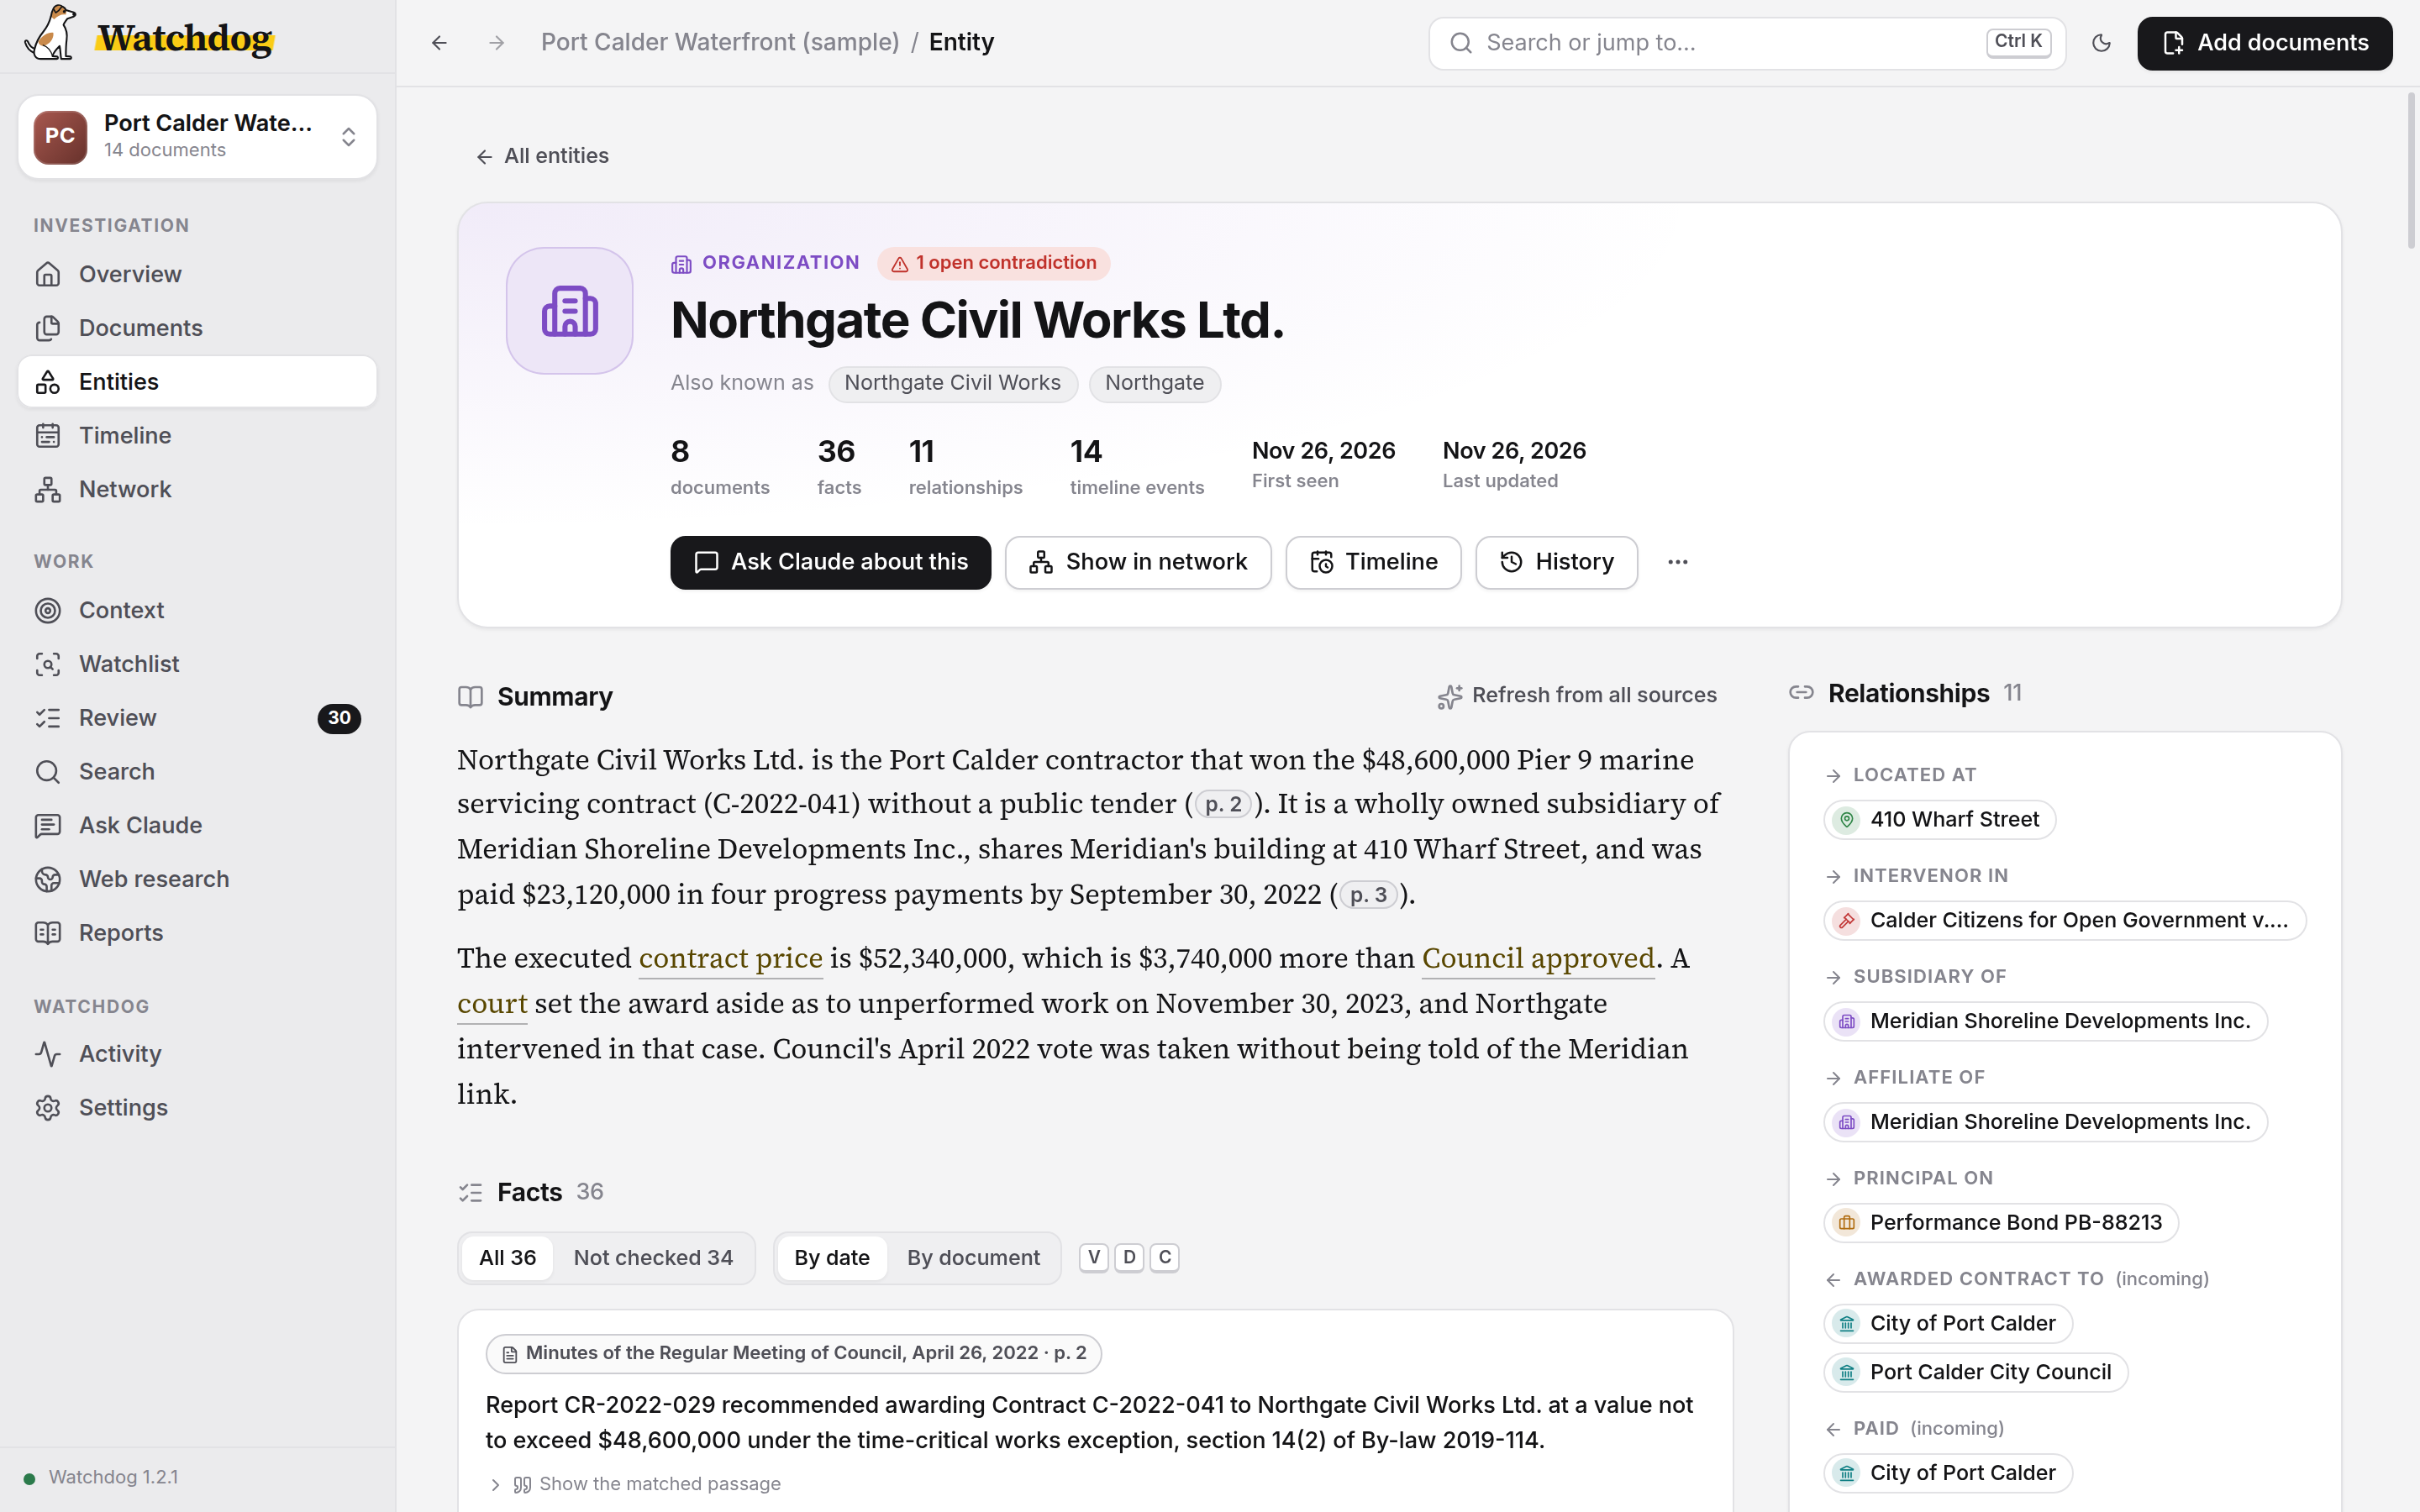 Watchdog
Port Calder Waterfront (sample) / Entity
Search or jump to...
Ctrl K
Add documents
PC
Port Calder Wate...
14 documents
INVESTIGATION
Overview
Documents
Entities
Timeline
Network
WORK
Context
Watchlist
Review
30
Search
Ask Claude
Web research
Reports
WATCHDOG
Activity
Settings
Watchdog 1.2.1
All entities
ORGANIZATION
1 open contradiction
Northgate Civil Works Ltd.
Also known as Northgate Civil Works Northgate
8 36 11 14 Nov 26, 2026 Nov 26, 2026
documents facts relationships timeline events First seen Last updated
Ask Claude about this
Show in network
Timeline
History
Summary
Refresh from all sources
Northgate Civil Works Ltd. is the Port Calder contractor that won the $48,600,000 Pier 9 marine
servicing contract (C-2022-041) without a public tender (p. 2). It is a wholly owned subsidiary of
Meridian Shoreline Developments Inc., shares Meridian's building at 410 Wharf Street, and was
paid $23,120,000 in four progress payments by September 30, 2022 (p. 3).
The executed contract price is $52,340,000, which is $3,740,000 more than Council approved. A
court set the award aside as to unperformed work on November 30, 2023, and Northgate
intervened in that case. Council's April 2022 vote was taken without being told of the Meridian
link.
Facts 36
All 36 Not checked 34 By date By document V D C
Minutes of the Regular Meeting of Council, April 26, 2022 · p. 2
Report CR-2022-029 recommended awarding Contract C-2022-041 to Northgate Civil Works Ltd. at a value not
to exceed $48,600,000 under the time-critical works exception, section 14(2) of By-law 2019-114.
Show the matched passage
Relationships 11
LOCATED AT
410 Wharf Street
INTERVENOR IN
Calder Citizens for Open Government v....
SUBSIDIARY OF
Meridian Shoreline Developments Inc.
AFFILIATE OF
Meridian Shoreline Developments Inc.
PRINCIPAL ON
Performance Bond PB-88213
AWARDED CONTRACT TO (incoming)
City of Port Calder
Port Calder City Council
PAID (incoming)
City of Port Calder